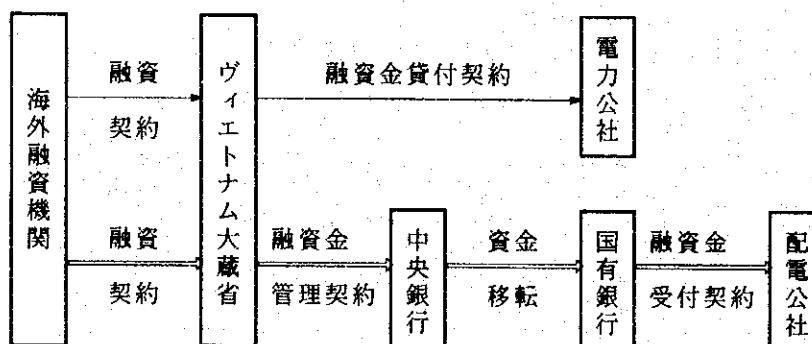 海外融資機関
融資
契約
ヴィエトナム大蔵省
融資金貸付契約
電力公社
融資
契約
融資金
管理契約
中央銀行
資金
移転
国有銀行
融資金
受付契約
配電公社